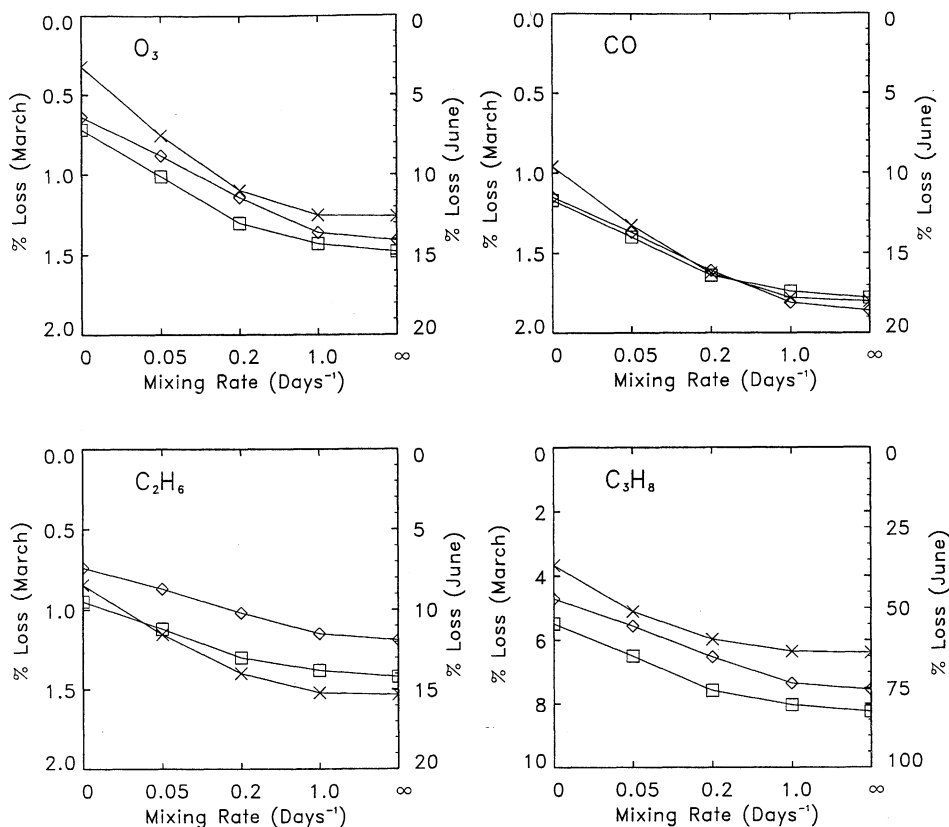 O₃
0.0
0.5
1.0
1.5
2.0
% Loss (March)
0
5
10
15
20
% Loss (June)
0 0.05 0.2 1.0 ∞
Mixing Rate (Days⁻¹)
CO
0.0
0.5
1.0
1.5
2.0
% Loss (March)
0
5
10
15
20
% Loss (June)
0 0.05 0.2 1.0 ∞
Mixing Rate (Days⁻¹)
C₂H₆
0.0
0.5
1.0
1.5
2.0
% Loss (March)
0
5
10
15
20
% Loss (June)
0 0.05 0.2 1.0 ∞
Mixing Rate (Days⁻¹)
C₃H₈
0
2
4
6
8
10
% Loss (March)
0
25
50
75
100
% Loss (June)
0 0.05 0.2 1.0 ∞
Mixing Rate (Days⁻¹)